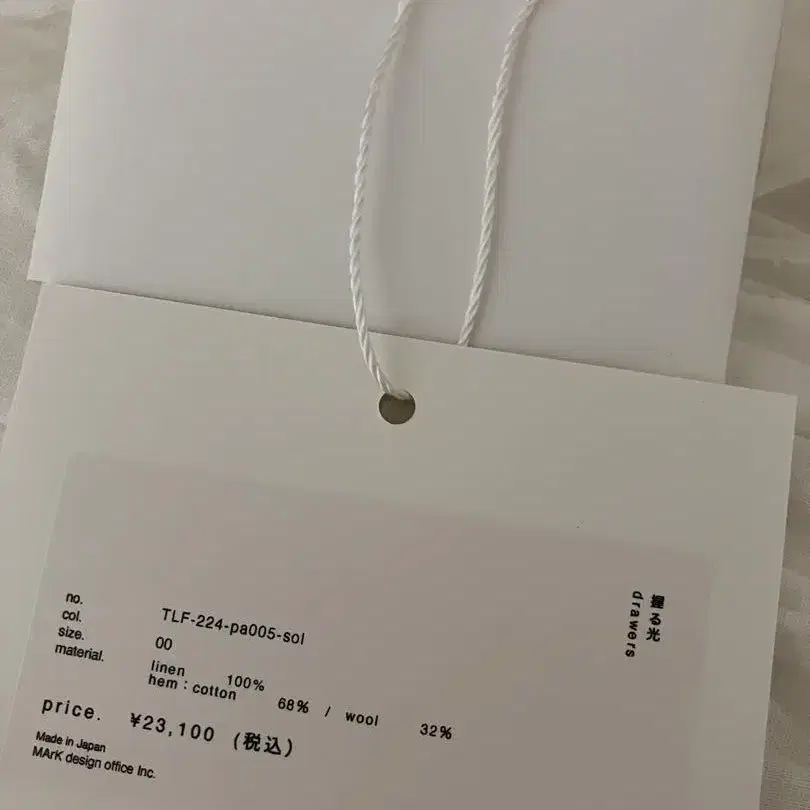 握る光
drawers
no. TLF-224-pa005-sol
col. 00
size.
material. linen 100%
hem : cotton 68% / wool 32%
price. ¥23,100 (税込)
Made in Japan
MArK design office Inc.